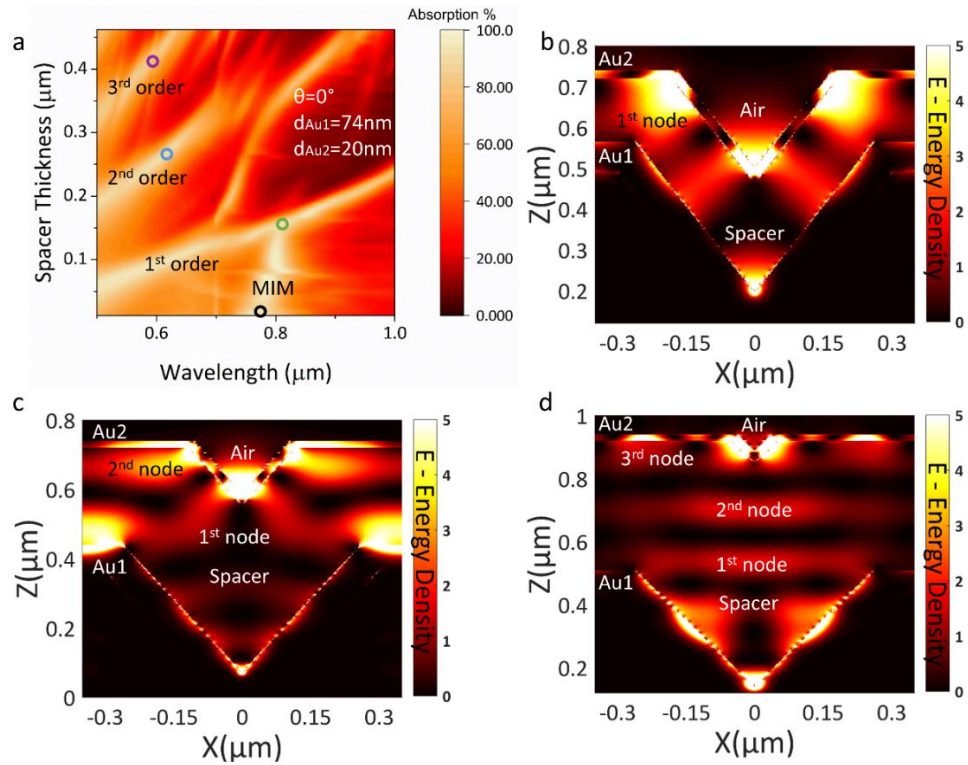 a
Absorption %
100.0
80.00
60.00
40.00
20.00
0.000
Spacer Thickness (μm)
0.4
0.3
0.2
0.1
3rd order
2nd order
1st order
MIM
θ=0°
dAu1=74nm
dAu2=20nm
0.6
0.8
1.0
Wavelength (μm)
b
Z(μm)
0.8
0.7
0.6
0.5
0.4
0.3
0.2
Au2
1st node
Au1
Air
Spacer
-0.3
-0.15
0
0.15
0.3
X(μm)
5
4
3
2
1
0
E - Energy Density
c
Z(μm)
0.8
0.6
0.4
0.2
0
Au2
2nd node
Air
1st node
Spacer
Au1
-0.3
-0.15
0
0.15
0.3
X(μm)
5
4
3
2
1
0
E - Energy Density
d
Z(μm)
1
0.8
0.6
0.4
0.2
Au2
Air
3rd node
2nd node
1st node
Au1
Spacer
-0.3
-0.15
0
0.15
0.3
X(μm)
5
4
3
2
1
0
E - Energy Density